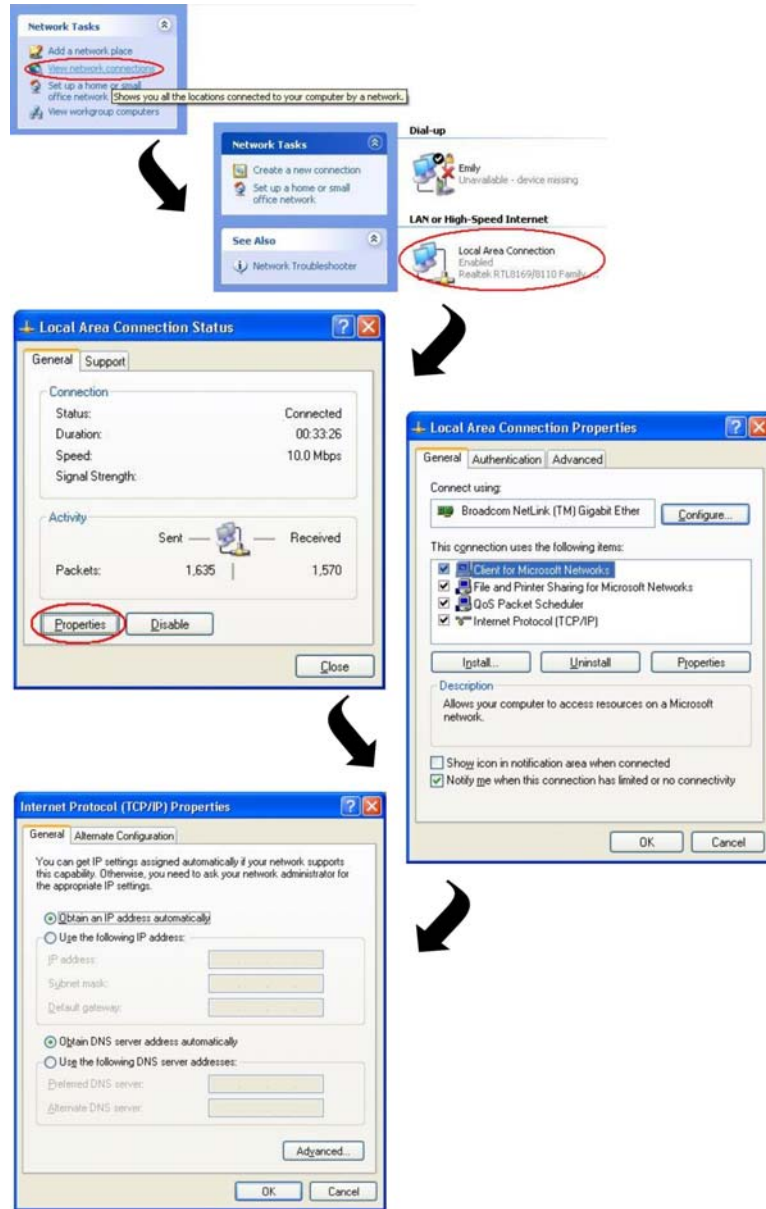 Network Tasks
Add a network place
View network connections
Set up a home or small
office network
Shows you all the locations connected to your computer by a network.
View workgroup computers
Network Tasks
Create a new connection
Set up a home or small
office network
See Also
Network Troubleshooter
Dial-up
Emily
Unavailable - device missing
LAN or High-Speed Internet
Local Area Connection
Enabled
Realtek RTL8169/8110 Family ...
Local Area Connection Status
General Support
Connection
Status: Connected
Duration: 00:33:26
Speed: 10.0 Mbps
Signal Strength:
Activity
Sent — — Received
Packets: 1,635 | 1,570
Properties Disable
Close
Local Area Connection Properties
General Authentication Advanced
Connect using:
Broadcom NetLink (TM) Gigabit Ether Configure...
This connection uses the following items:
Client for Microsoft Networks
File and Printer Sharing for Microsoft Networks
QoS Packet Scheduler
Internet Protocol (TCP/IP)
Install... Uninstall Properties
Description
Allows your computer to access resources on a Microsoft
network.
Show icon in notification area when connected
Notify me when this connection has limited or no connectivity
OK Cancel
Internet Protocol (TCP/IP) Properties
General Alternate Configuration
You can get IP settings assigned automatically if your network supports
this capability. Otherwise, you need to ask your network administrator for
the appropriate IP settings.
Obtain an IP address automatically
Use the following IP address:
IP address:
Subnet mask:
Default gateway:
Obtain DNS server address automatically
Use the following DNS server addresses:
Preferred DNS server:
Alternate DNS server:
Advanced...
OK Cancel